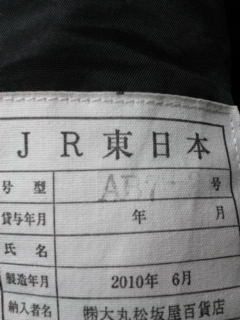 JR東日本
号型 号
貸与年月 年 月
氏名
製造年月 2010年 6月
納入者名 ㈱大丸松坂屋百貨店